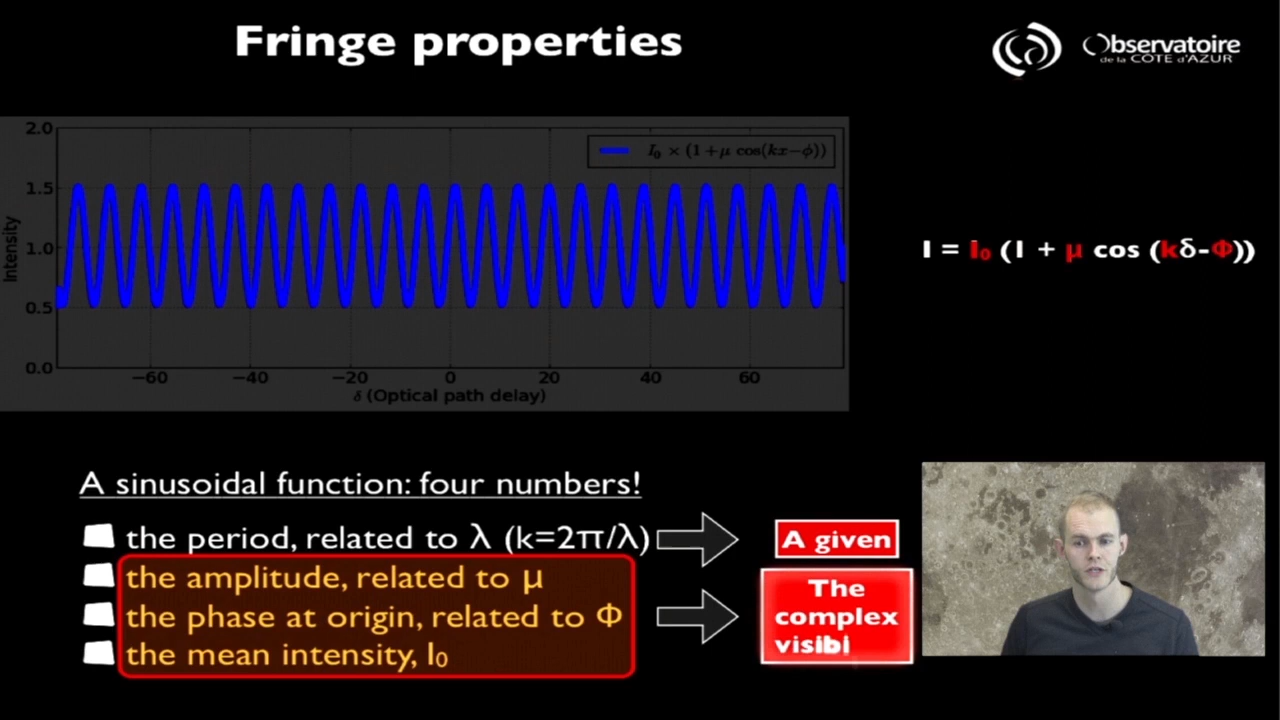 Fringe properties
Observatoire
de la CÔTE d'AZUR
2.0
I₀ × (1+μ cos(kx−ϕ))
1.5
Intensity
1.0
0.5
0.0
−60 −40 −20 0 20 40 60
δ (Optical path delay)
I = I₀ (1 + μ cos (kδ-Φ))
A sinusoidal function: four numbers!
the period, related to λ (k=2π/λ)
A given
the amplitude, related to μ
the phase at origin, related to Φ
the mean intensity, I₀
The
complex
visibi